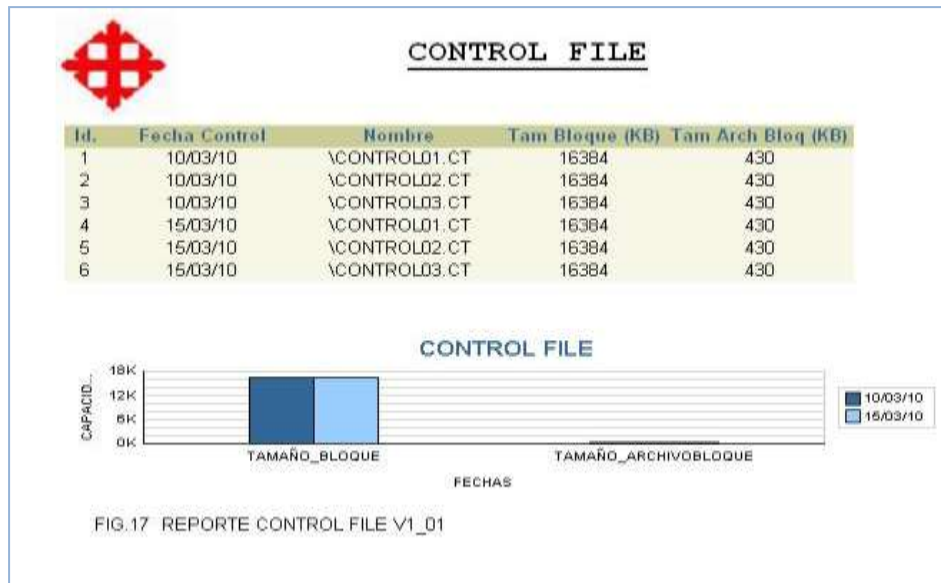 CONTROL FILE
Id. Fecha Control Nombre Tam Bloque (KB) Tam Arch Bloq (KB)
1 10/03/10 \CONTROL01.CT 16384 430
2 10/03/10 \CONTROL02.CT 16384 430
3 10/03/10 \CONTROL03.CT 16384 430
4 15/03/10 \CONTROL01.CT 16384 430
5 15/03/10 \CONTROL02.CT 16384 430
6 15/03/10 \CONTROL03.CT 16384 430
CONTROL FILE
CAPACID...
18K
12K
6K
0K
TAMAÑO_BLOQUE TAMAÑO_ARCHIVOBLOQUE
FECHAS
10/03/10
15/03/10
FIG.17 REPORTE CONTROL FILE V1_01